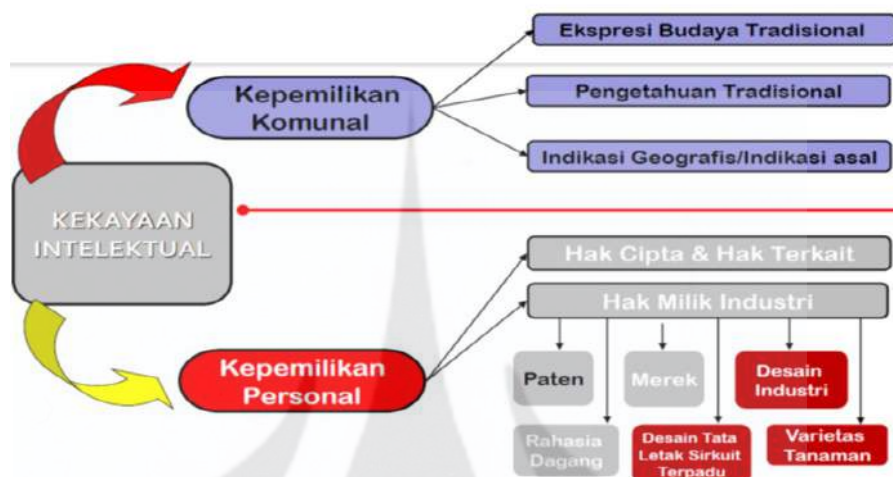 Ekspresi Budaya Tradisional
Kepemilikan
Komunal
Pengetahuan Tradisional
Indikasi Geografis/Indikasi asal
KEKAYAAN
INTELEKTUAL
Hak Cipta & Hak Terkait
Hak Milik Industri
Kepemilikan
Personal
Paten
Merek
Desain
Industri
Rahasia
Dagang
Desain Tata
Letak Sirkuit
Terpadu
Varietas
Tanaman